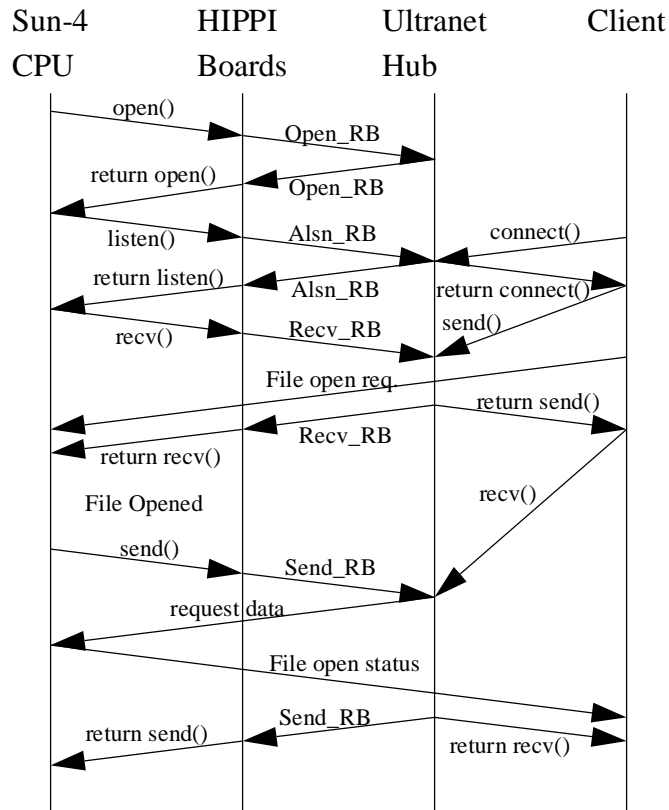 Sun-4 HIPPI Ultranet Client
CPU Boards Hub
open()
Open_RB
return open()
Open_RB
listen() Alsn_RB connect()
return listen() Alsn_RB return connect()
recv() Recv_RB send()
File open req.
return send()
Recv_RB
return recv()
File Opened recv()
send()
Send_RB
request data
File open status
Send_RB
return send() return recv()